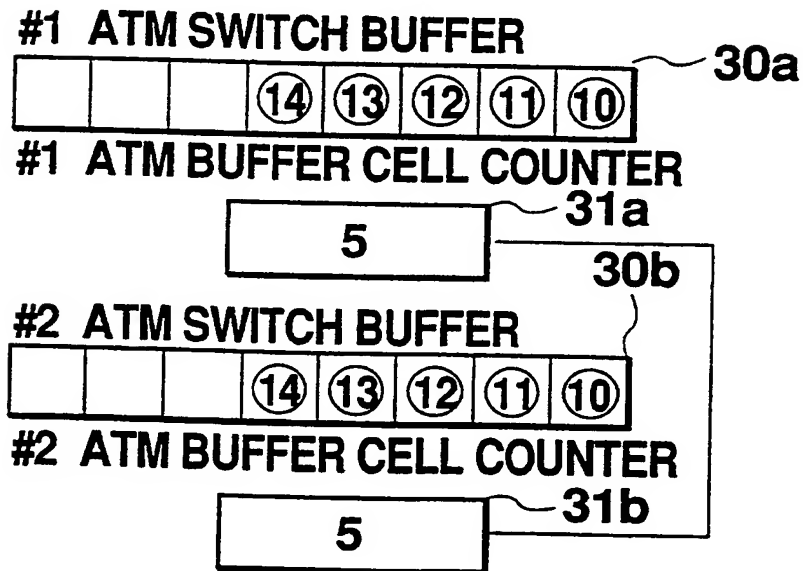 #1 ATM SWITCH BUFFER
30a
14 13 12 11 10
#1 ATM BUFFER CELL COUNTER
31a
5
30b
#2 ATM SWITCH BUFFER
14 13 12 11 10
#2 ATM BUFFER CELL COUNTER
31b
5